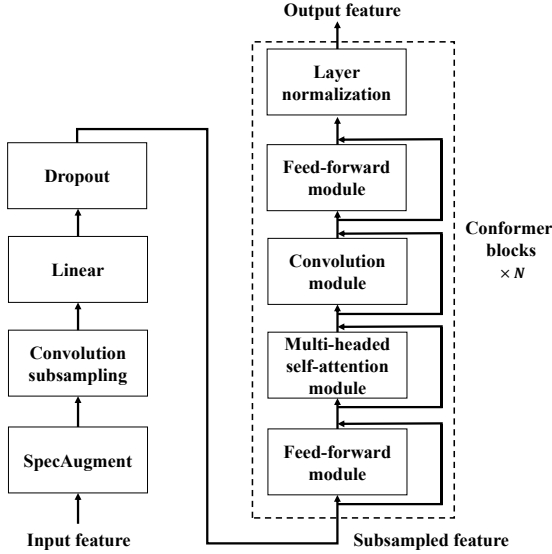 Output feature
Layer
normalization
Feed-forward
module
Convolution
module
Multi-headed
self-attention
module
Feed-forward
module
Conformer
blocks
× N
Dropout
Linear
Convolution
subsampling
SpecAugment
Input feature
Subsampled feature